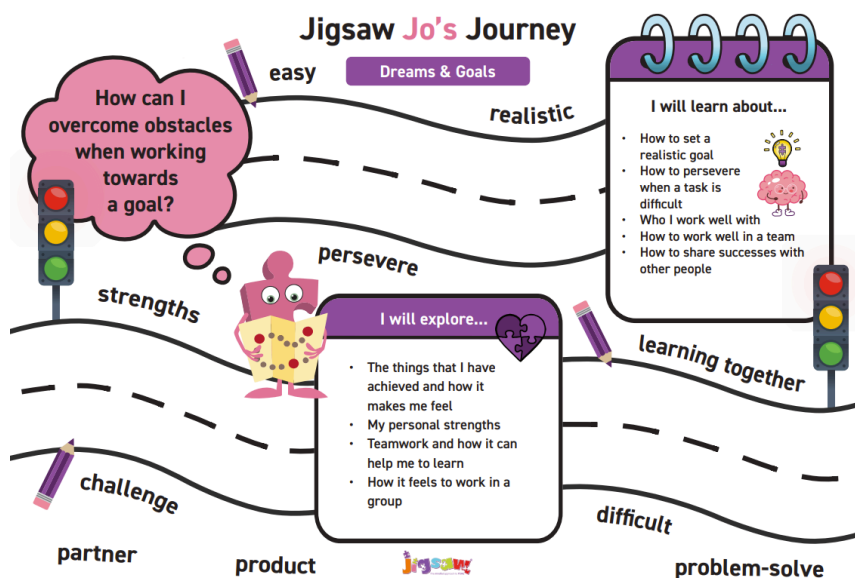 Jigsaw Jo's Journey
Dreams & Goals
How can I
overcome obstacles
when working
towards
a goal?
easy
realistic
I will learn about...
• How to set a
realistic goal
• How to persevere
when a task is
difficult
• Who I work well with
• How to work well in a team
• How to share successes with
other people
persevere
strengths
I will explore...
• The things that I have
achieved and how it
makes me feel
• My personal strengths
• Teamwork and how it can
help me to learn
• How it feels to work in a
group
learning together
challenge
difficult
partner
product
jigsaw
problem-solve